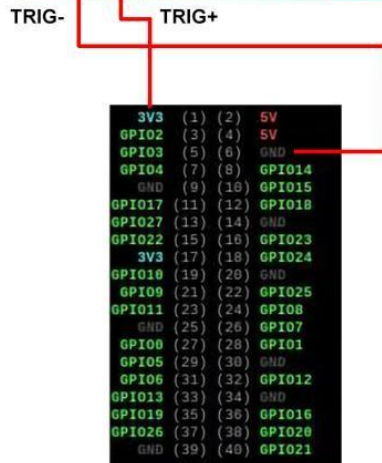 TRIG- TRIG+
3V3 (1) (2) 5V
GPIO2 (3) (4) 5V
GPIO3 (5) (6) GND
GPIO4 (7) (8) GPIO14
GND (9) (10) GPIO15
GPIO17 (11) (12) GPIO18
GPIO27 (13) (14) GND
GPIO22 (15) (16) GPIO23
3V3 (17) (18) GPIO24
GPIO10 (19) (20) GND
GPIO9 (21) (22) GPIO25
GPIO11 (23) (24) GPIO8
GND (25) (26) GPIO7
GPIO0 (27) (28) GPIO1
GPIO5 (29) (30) GND
GPIO6 (31) (32) GPIO12
GPIO13 (33) (34) GND
GPIO19 (35) (36) GPIO16
GPIO26 (37) (38) GPIO20
GND (39) (40) GPIO21